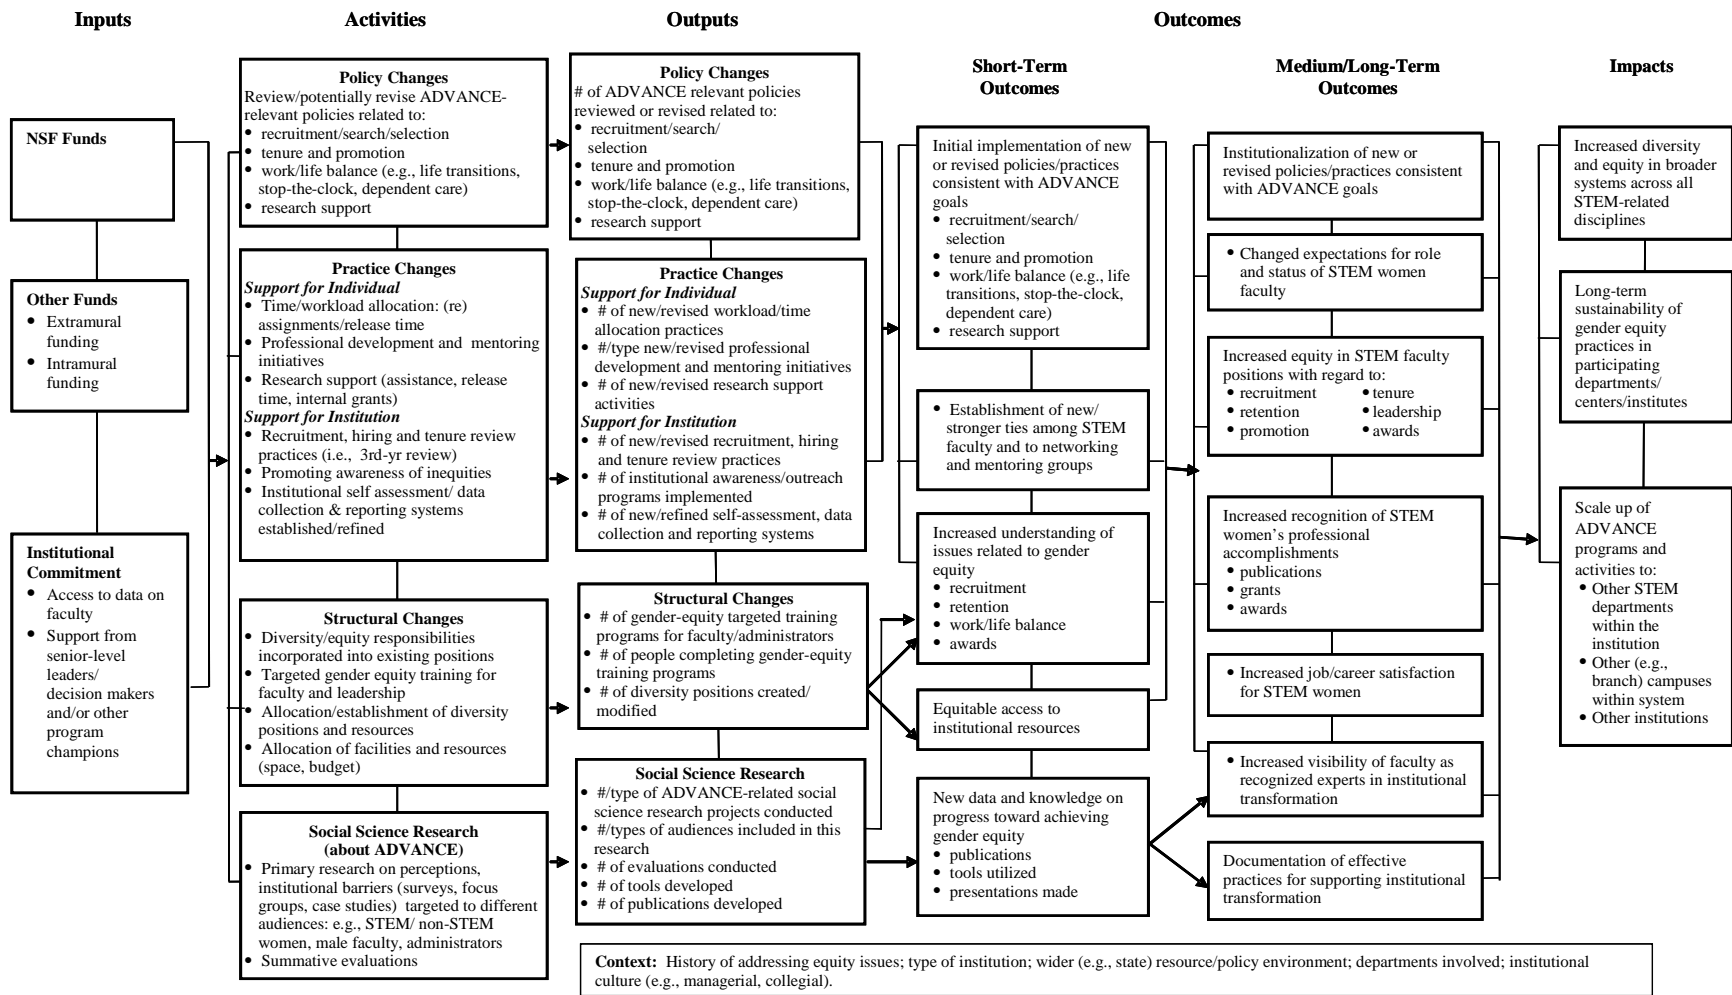 Inputs
Activities
Outputs
Outcomes
Short-Term
Outcomes
Medium/Long-Term
Outcomes
Impacts
NSF Funds
Other Funds
• Extramural
funding
• Intramural
funding
Institutional
Commitment
• Access to data on
faculty
• Support from
senior-level
leaders/
decision makers
and/or other
program
champions
Policy Changes
Review/potentially revise ADVANCE-
relevant policies related to:
• recruitment/search/selection
• tenure and promotion
• work/life balance (e.g., life transitions,
stop-the-clock, dependent care)
• research support
Practice Changes
Support for Individual
• Time/workload allocation: (re)
assignments/release time
• Professional development and mentoring
initiatives
• Research support (assistance, release
time, internal grants)
Support for Institution
• Recruitment, hiring and tenure review
practices (i.e., 3rd-yr review)
• Promoting awareness of inequities
• Institutional self assessment/ data
collection & reporting systems
established/refined
Structural Changes
• Diversity/equity responsibilities
incorporated into existing positions
• Targeted gender equity training for
faculty and leadership
• Allocation/establishment of diversity
positions and resources
• Allocation of facilities and resources
(space, budget)
Social Science Research
(about ADVANCE)
• Primary research on perceptions,
institutional barriers (surveys, focus
groups, case studies) targeted to different
audiences: e.g., STEM/ non-STEM
women, male faculty, administrators
• Summative evaluations
Policy Changes
# of ADVANCE relevant policies
reviewed or revised related to:
• recruitment/search/
selection
• tenure and promotion
• work/life balance (e.g., life transitions,
stop-the-clock, dependent care)
• research support
Practice Changes
Support for Individual
• # of new/revised workload/time
allocation practices
• #/type new/revised professional
development and mentoring initiatives
• # of new/revised research support
activities
Support for Institution
• # of new/revised recruitment, hiring
and tenure review practices
• # of institutional awareness/outreach
programs implemented
• # of new/refined self-assessment, data
collection and reporting systems
Structural Changes
• # of gender-equity targeted training
programs for faculty/administrators
• # of people completing gender-equity
training programs
• # of diversity positions created/
modified
Social Science Research
• #/type of ADVANCE-related social
science research projects conducted
• #/types of audiences included in this
research
• # of evaluations conducted
• # of tools developed
• # of publications developed
Initial implementation of new
or revised policies/practices
consistent with ADVANCE
goals
• recruitment/search/
selection
• tenure and promotion
• work/life balance (e.g., life
transitions, stop-the-clock,
dependent care)
• research support
• Establishment of new/
stronger ties among STEM
faculty and to networking
and mentoring groups
Increased understanding of
issues related to gender
equity
• recruitment
• retention
• work/life balance
• awards
Equitable access to
institutional resources
New data and knowledge on
progress toward achieving
gender equity
• publications
• tools utilized
• presentations made
Institutionalization of new or
revised policies/practices consistent
with ADVANCE goals
• Changed expectations for role
and status of STEM women
faculty
Increased equity in STEM faculty
positions with regard to:
• recruitment • tenure
• retention • leadership
• promotion • awards
Increased recognition of STEM
women’s professional
accomplishments
• publications
• grants
• awards
• Increased job/career satisfaction
for STEM women
• Increased visibility of faculty as
recognized experts in institutional
transformation
Documentation of effective
practices for supporting institutional
transformation
Increased diversity
and equity in broader
systems across all
STEM-related
disciplines
Long-term
sustainability of
gender equity
practices in
participating
departments/
centers/institutes
Scale up of
ADVANCE
programs and
activities to:
• Other STEM
departments
within the
institution
• Other (e.g.,
branch) campuses
within system
• Other institutions
Context: History of addressing equity issues; type of institution; wider (e.g., state) resource/policy environment; departments involved; institutional
culture (e.g., managerial, collegial).